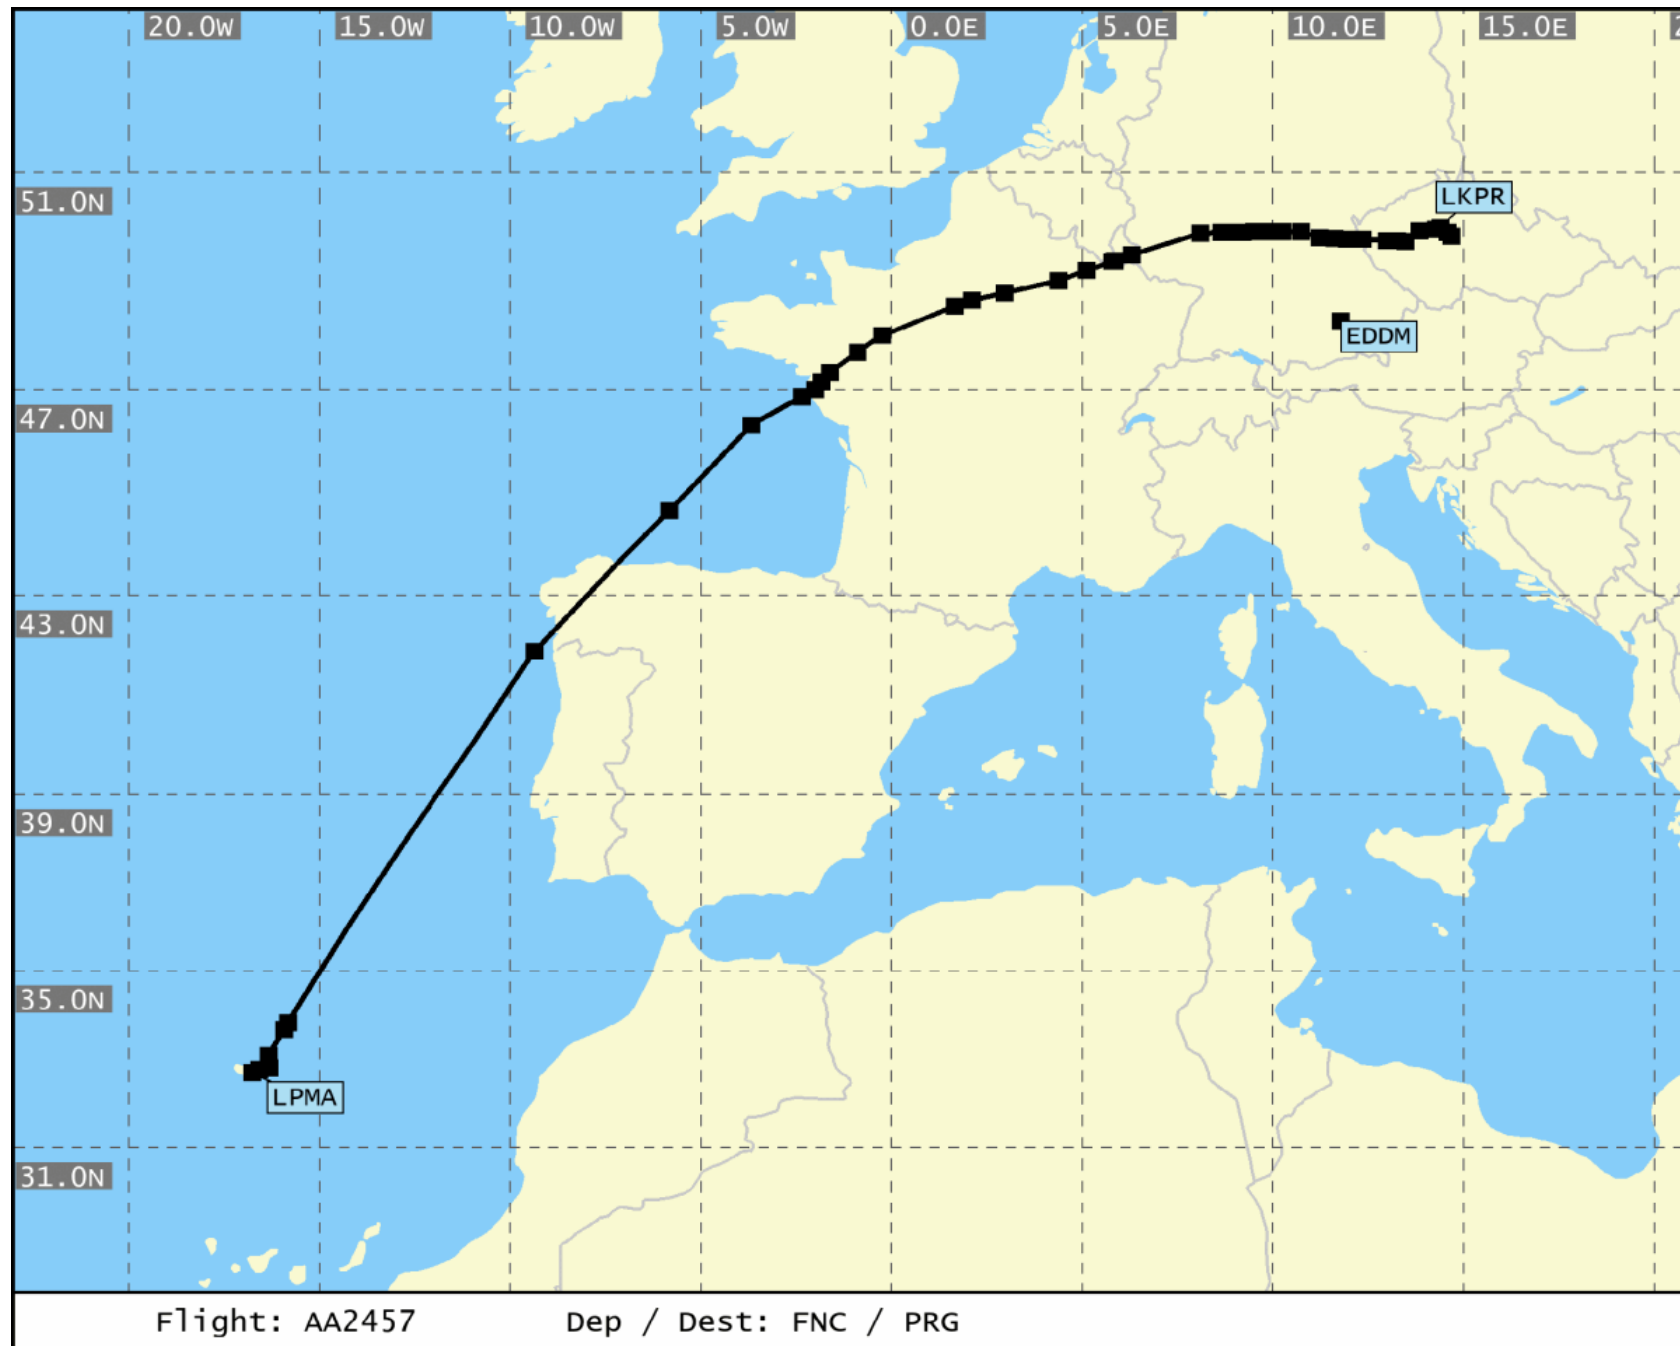 20.0W 15.0W 10.0W 5.0W 0.0E 5.0E 10.0E 15.0E 2
51.0N
LKPR
EDDM
47.0N
43.0N
39.0N
35.0N
LPMA
31.0N
Flight: AA2457 Dep / Dest: FNC / PRG